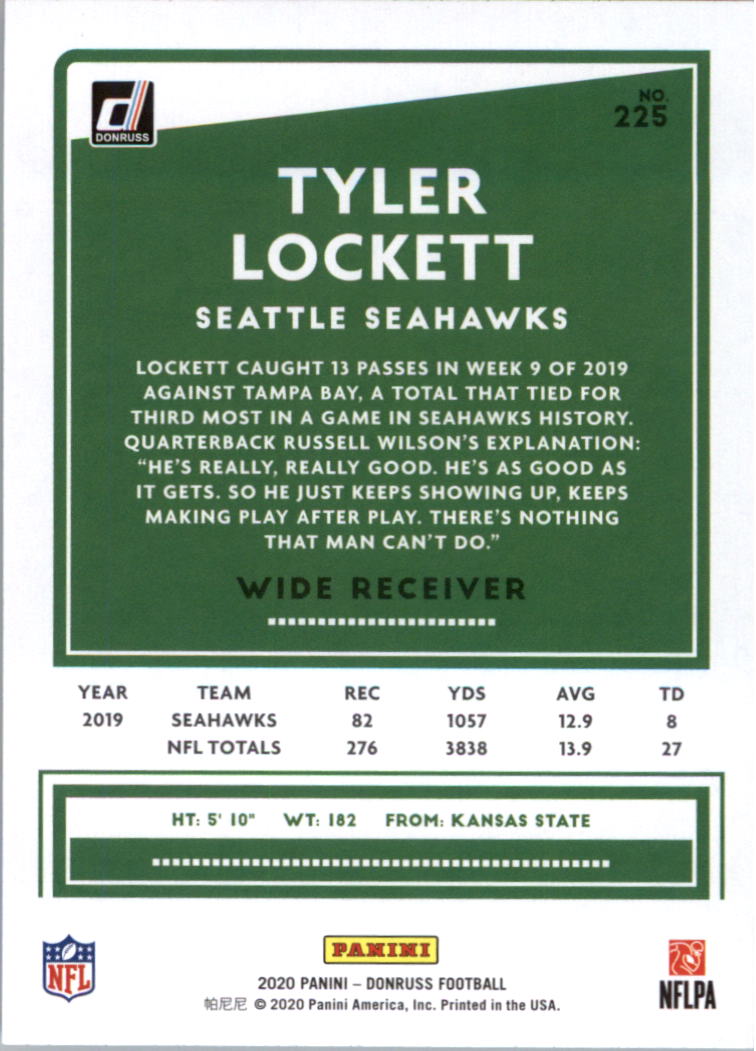 DONRUSS
NO.
225
TYLER
LOCKETT
SEATTLE SEAHAWKS
LOCKETT CAUGHT 13 PASSES IN WEEK 9 OF 2019
AGAINST TAMPA BAY, A TOTAL THAT TIED FOR
THIRD MOST IN A GAME IN SEAHAWKS HISTORY.
QUARTERBACK RUSSELL WILSON'S EXPLANATION:
“HE'S REALLY, REALLY GOOD. HE'S AS GOOD AS
IT GETS. SO HE JUST KEEPS SHOWING UP, KEEPS
MAKING PLAY AFTER PLAY. THERE'S NOTHING
THAT MAN CAN'T DO.”
WIDE RECEIVER
YEAR TEAM REC YDS AVG TD
2019 SEAHAWKS 82 1057 12.9 8
NFL TOTALS 276 3838 13.9 27
HT: 5' 10" WT: 182 FROM: KANSAS STATE
NFL
PANINI
NFLPA
2020 PANINI – DONRUSS FOOTBALL
帕尼尼 © 2020 Panini America, Inc. Printed in the USA.